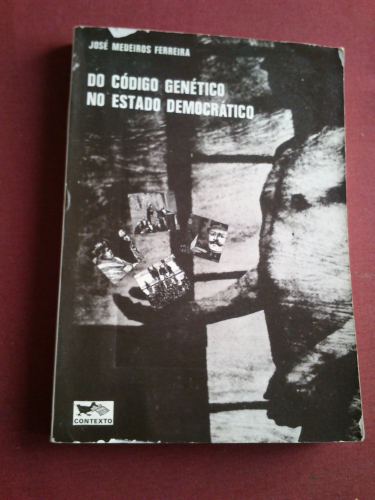 JOSÉ MEDEIROS FERREIRA
DO CÓDIGO GENÉTICO
NO ESTADO DEMOCRÁTICO
CONTEXTO